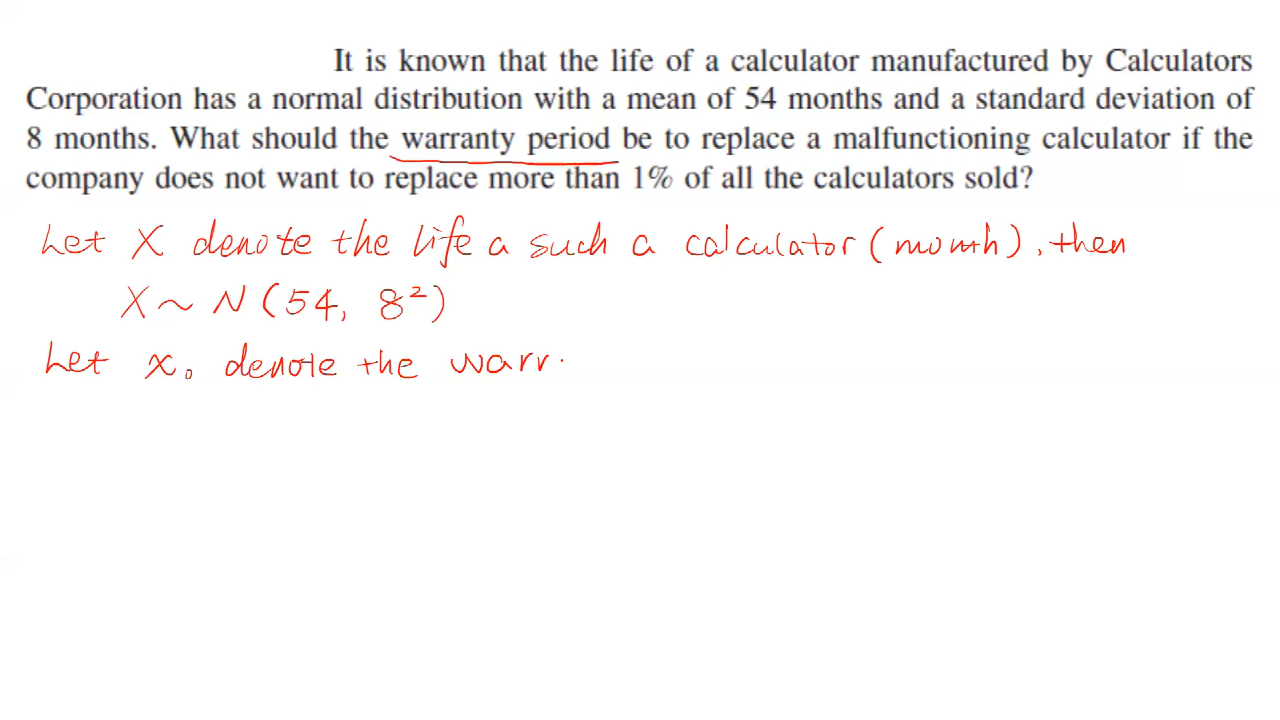 It is known that the life of a calculator manufactured by Calculators
Corporation has a normal distribution with a mean of 54 months and a standard deviation of
8 months. What should the warranty period be to replace a malfunctioning calculator if the
company does not want to replace more than 1% of all the calculators sold?
Let X denote the life a such a calculator (month), then
X ~ N (54, 8²)
Let x₀ denote the warr